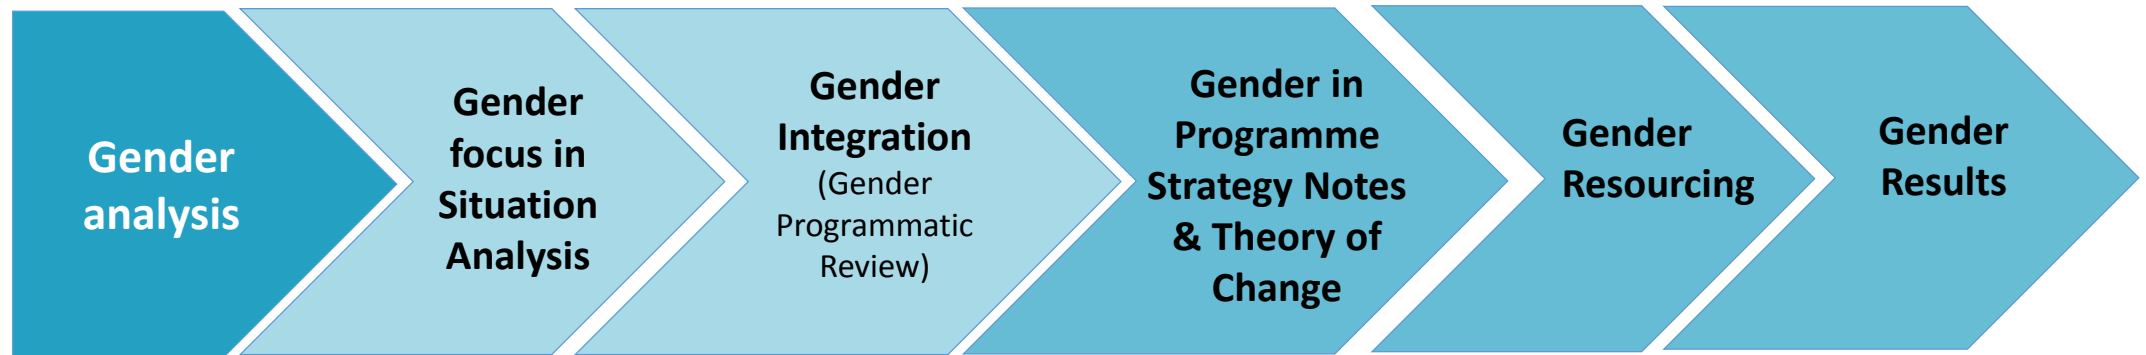 Gender
analysis
Gender
focus in
Situation
Analysis
Gender
Integration
(Gender
Programmatic
Review)
Gender in
Programme
Strategy Notes
& Theory of
Change
Gender
Resourcing
Gender
Results